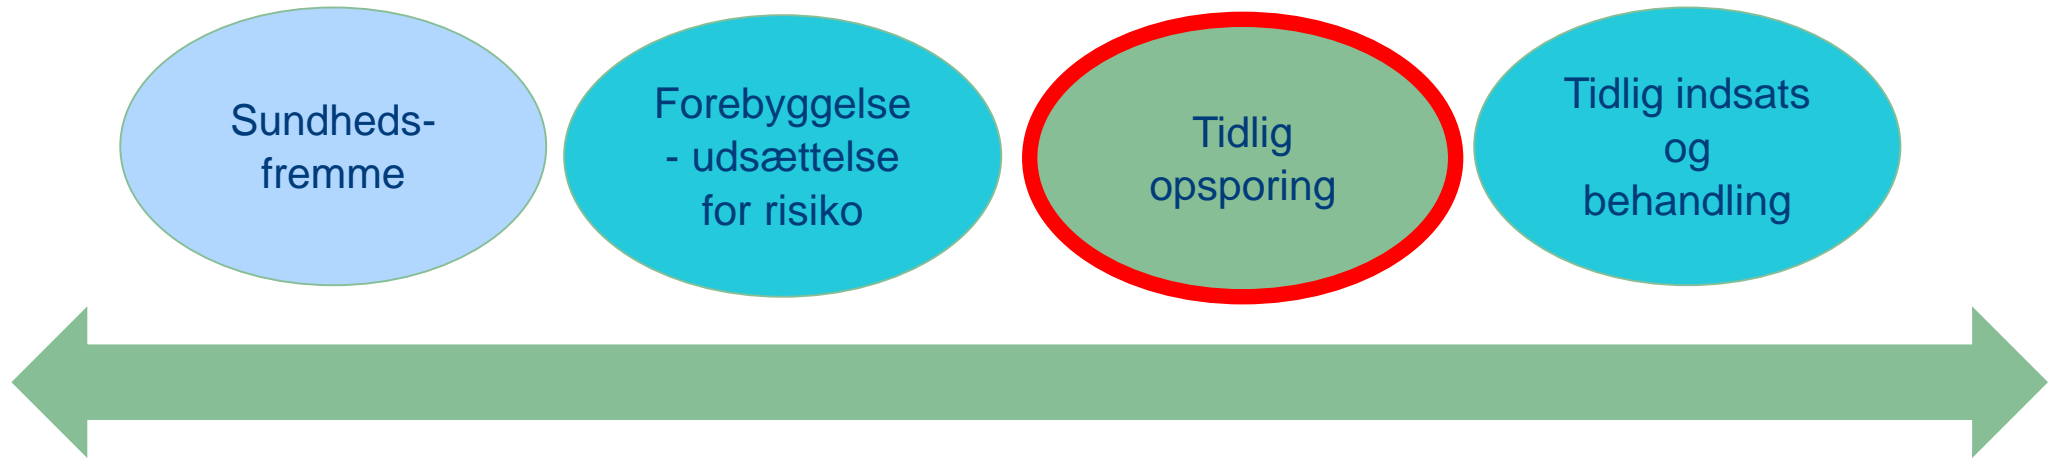 Sundheds-
fremme
Forebyggelse
- udsættelse
for risiko
Tidlig
opsporing
Tidlig indsats
og
behandling